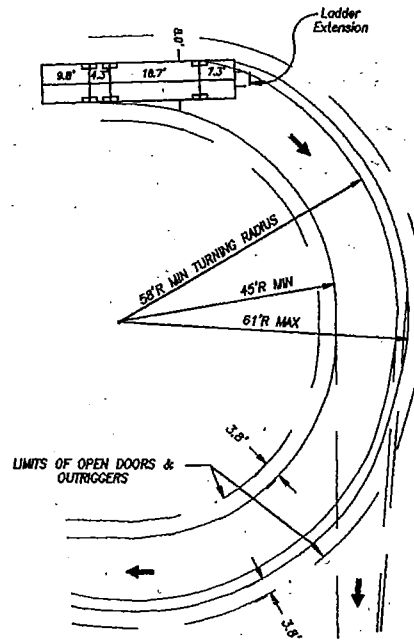 Ladder
Extension
8.0'
9.8' 4.3' 18.7' 7.3'
58'R MIN TURNING RADIUS
45'R MIN
61'R MAX
3.8'
LIMITS OF OPEN DOORS &
OUTRIGGERS
3.8'